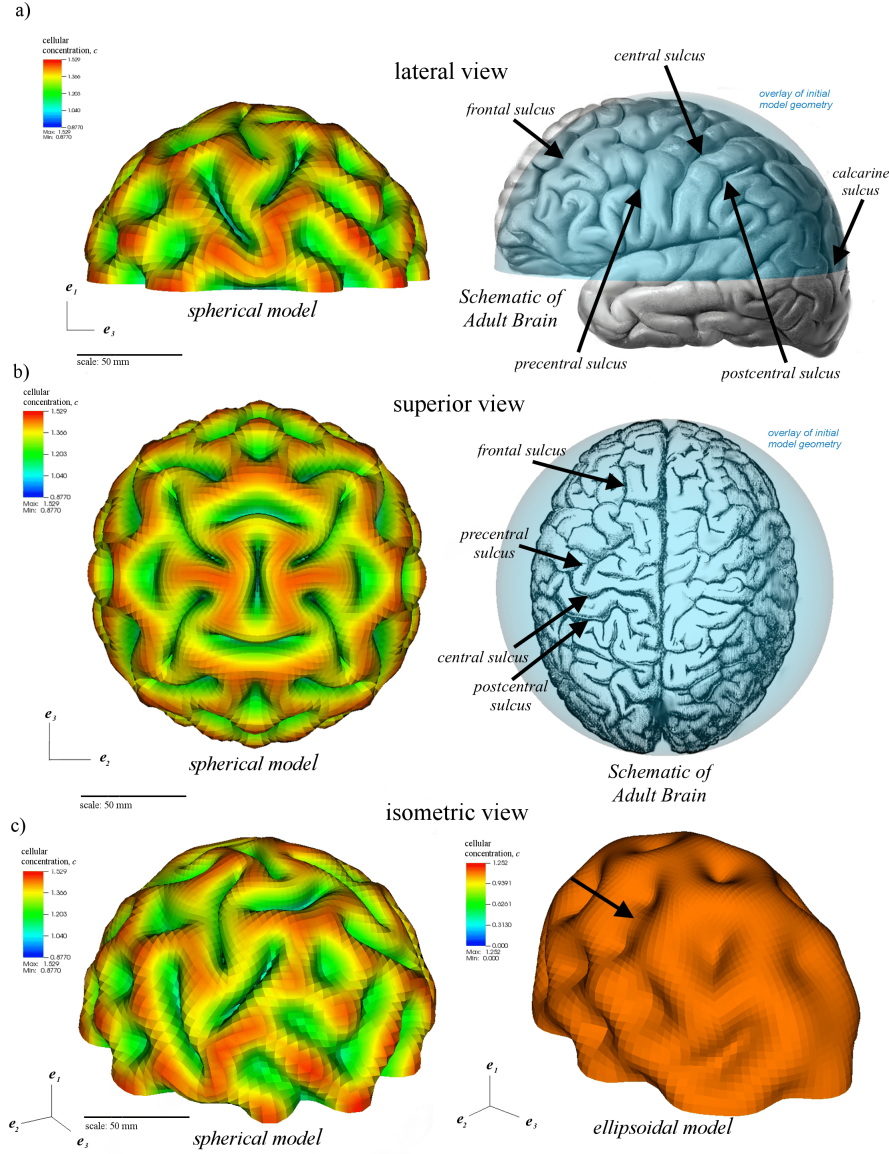 a)
cellular
concentration, c
1.529
1.366
1.203
1.040
0.8770
Max: 1.529
Min: 0.8770
lateral view
central sulcus
frontal sulcus
overlay of initial
model geometry
calcarine
sulcus
e1
e3
spherical model
scale: 50 mm
Schematic of
Adult Brain
precentral sulcus
postcentral sulcus
b)
cellular
concentration, c
1.529
1.366
1.203
1.040
0.8770
Max: 1.529
Min: 0.8770
superior view
frontal sulcus
overlay of initial
model geometry
precentral
sulcus
central sulcus
postcentral
sulcus
e3
e2
spherical model
scale: 50 mm
Schematic of
Adult Brain
isometric view
c)
cellular
concentration, c
1.529
1.366
1.203
1.040
0.8770
Max: 1.529
Min: 0.8770
cellular
concentration, c
1.252
0.9391
0.6261
0.3130
0.000
Max: 1.252
Min: 0.000
e1
e2
e3
scale: 50 mm
spherical model
e1
e2
e3
ellipsoidal model